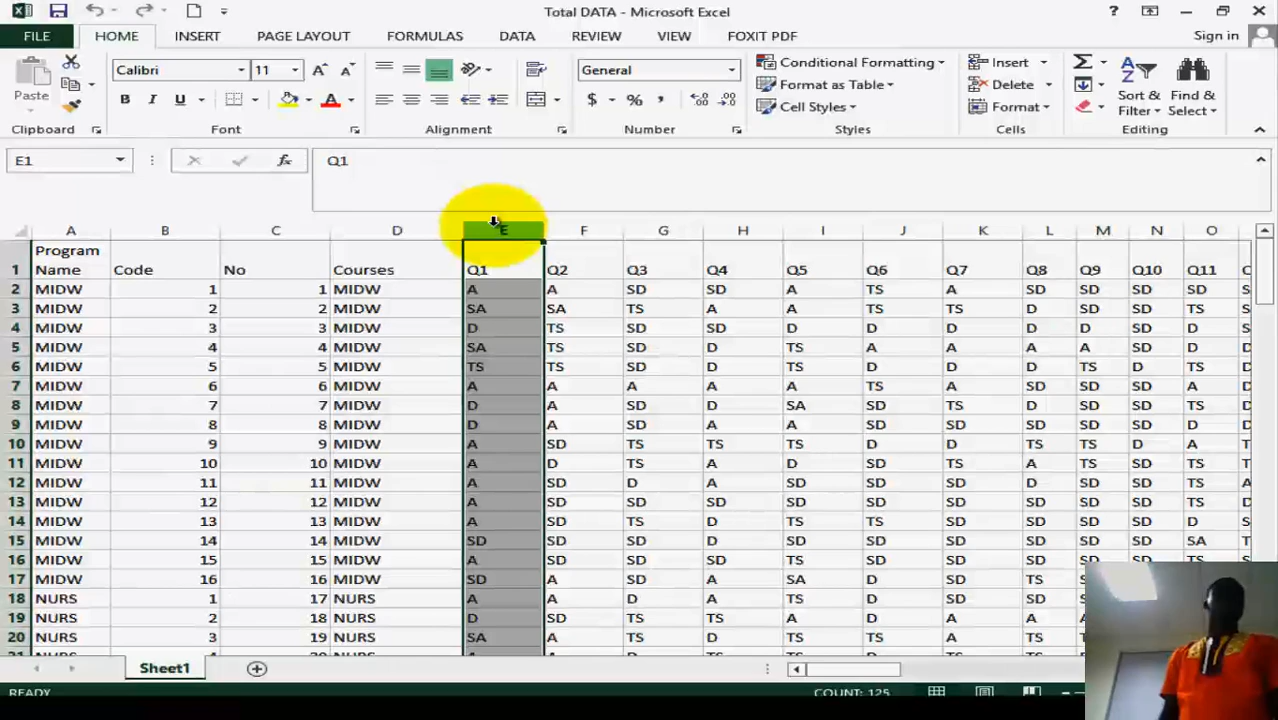 Total DATA - Microsoft Excel
?
FILE HOME INSERT PAGE LAYOUT FORMULAS DATA REVIEW VIEW FOXIT PDF Sign in
Paste
Calibri 11
B I U A
General
$ % ,
Conditional Formatting
Format as Table
Cell Styles
Insert
Delete
Format
Sort & Filter
Find & Select
Clipboard Font Alignment Number Styles Cells Editing
E1 fx Q1
A B C D E F G H I J K L M N O
Program
1 Name Code No Courses Q1 Q2 Q3 Q4 Q5 Q6 Q7 Q8 Q9 Q10 Q11
2 MIDW 1 1 MIDW A A SD SD A TS A SD SD SD SD
3 MIDW 2 2 MIDW SA SA TS A A TS TS D SD SD D
4 MIDW 3 3 MIDW D TS SD SD D D D D D SD D
5 MIDW 4 4 MIDW SA TS SD D TS A A A A SD D
6 MIDW 5 5 MIDW TS TS SD D TS D D D TS D TS
7 MIDW 6 6 MIDW A A A A A TS A SD SD SD A
8 MIDW 7 7 MIDW D A SD D SA SD TS D SD SD TS
9 MIDW 8 8 MIDW D A SD A A SD SD SD SD D D
10 MIDW 9 9 MIDW A SD TS TS TS D D TS TS D A
11 MIDW 10 10 MIDW A D TS A D SD TS A TS SD TS
12 MIDW 11 11 MIDW A SD D A SD SD SD D SD SD TS
13 MIDW 12 12 MIDW A SD SD SD SD SD SD SD SD SD SD
14 MIDW 13 13 MIDW A SD TS D TS TS SD SD SD SD D
15 MIDW 14 14 MIDW SD SD SD D SD SD SD SD SD SD SA
16 MIDW 15 15 MIDW A SD SD SD TS SD SD SD SD SD TS
17 MIDW 16 16 MIDW SD A SD A SA D SD TS SD SD SD
18 NURS 1 17 NURS A A D A TS D SD SD
19 NURS 2 18 NURS D SD TS TS A D A A
20 NURS 3 19 NURS SA A TS D TS TS A TS
Sheet1
READY COUNT: 125